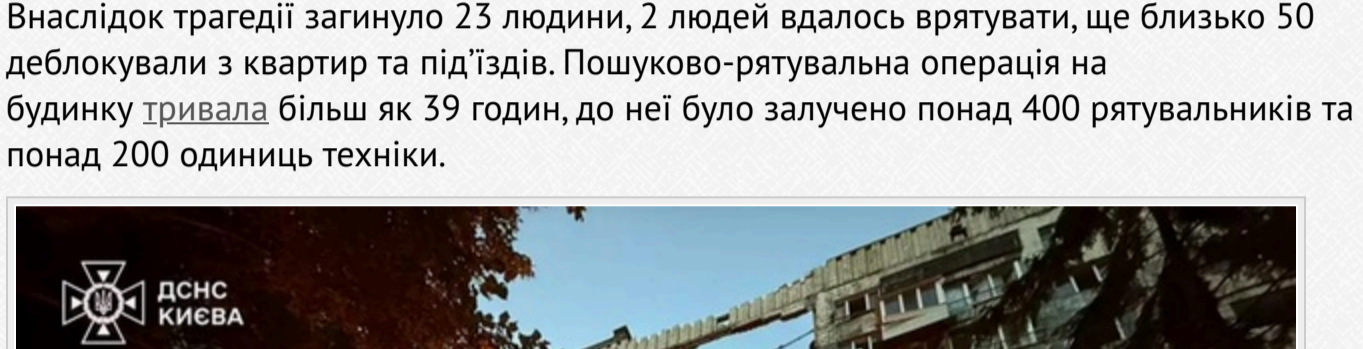 Внаслідок трагедії загинуло 23 людини, 2 людей вдалось врятувати, ще близько 50
деблокували з квартир та під’їздів. Пошуково-рятувальна операція на
будинку тривала більш як 39 годин, до неї було залучено понад 400 рятувальників та
понад 200 одиниць техніки.
ДСНС
КИЄВА